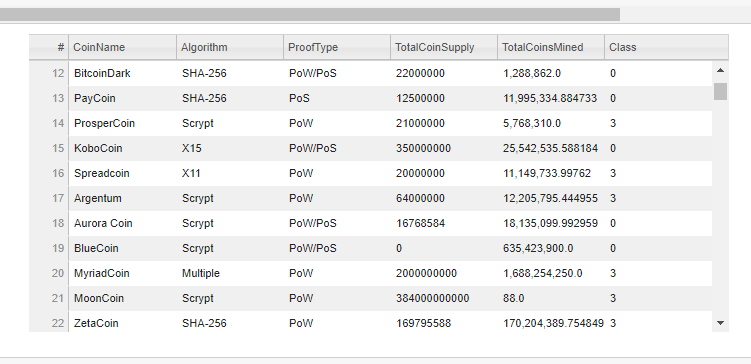 # CoinName Algorithm ProofType TotalCoinSupply TotalCoinsMined Class
12 BitcoinDark SHA-256 PoW/PoS 22000000 1,288,862.0 0
13 PayCoin SHA-256 PoS 12500000 11,995,334.884733 0
14 ProsperCoin Scrypt PoW 21000000 5,768,310.0 3
15 KoboCoin X15 PoW/PoS 350000000 25,542,535.588184 0
16 Spreadcoin X11 PoW 20000000 11,149,733.99762 3
17 Argentum Scrypt PoW 64000000 12,205,795.444955 3
18 Aurora Coin Scrypt PoW/PoS 16768584 18,135,099.992959 0
19 BlueCoin Scrypt PoW/PoS 0 635,423,900.0 0
20 MyriadCoin Multiple PoW 2000000000 1,688,254,250.0 3
21 MoonCoin Scrypt PoW 384000000000 88.0 3
22 ZetaCoin SHA-256 PoW 169795588 170,204,389.754849 3